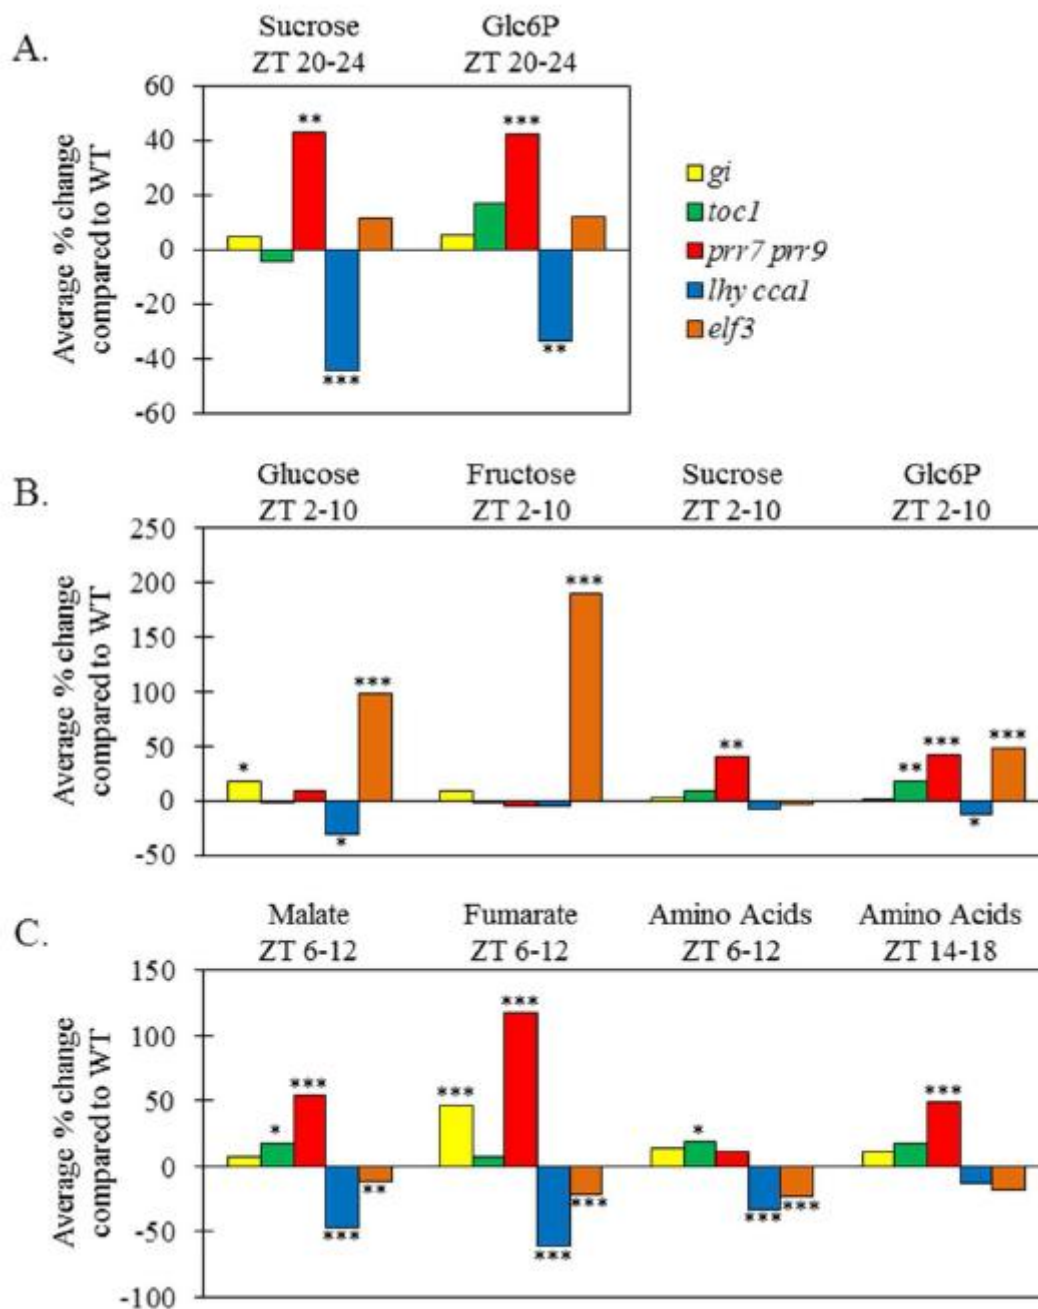 A.
Sucrose Glc6P
ZT 20-24 ZT 20-24
Average % change
compared to WT
60
40
20
0
-20
-40
-60
** ***
*** **
gi
toc1
prr7 prr9
lhy cca1
elf3
B.
Glucose Fructose Sucrose Glc6P
ZT 2-10 ZT 2-10 ZT 2-10 ZT 2-10
Average % change
compared to WT
250
200
150
100
50
0
-50
* * *** *** ** ** *** * ***
C.
Malate Fumarate Amino Acids Amino Acids
ZT 6-12 ZT 6-12 ZT 6-12 ZT 14-18
Average % change
compared to WT
150
100
50
0
-50
-100
* *** *** ** *** *** *** *** * *** *** ***